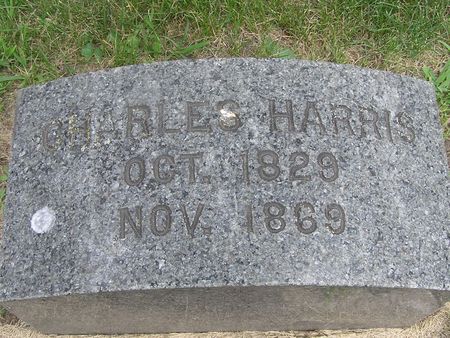 CHARLES HARRIS
OCT. 1829
NOV. 1869